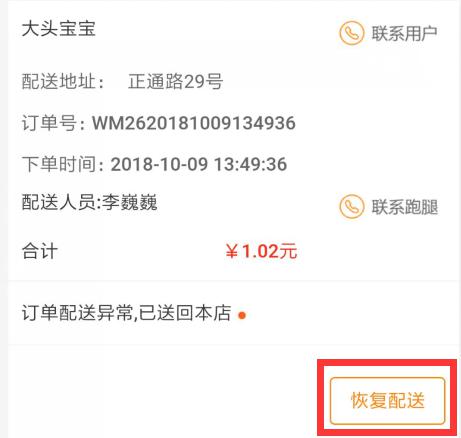 大头宝宝 联系用户
配送地址： 正通路29号
订单号: WM2620181009134936
下单时间: 2018-10-09 13:49:36
配送人员:李巍巍 联系跑腿
合计 ￥1.02元
订单配送异常,已送回本店
恢复配送